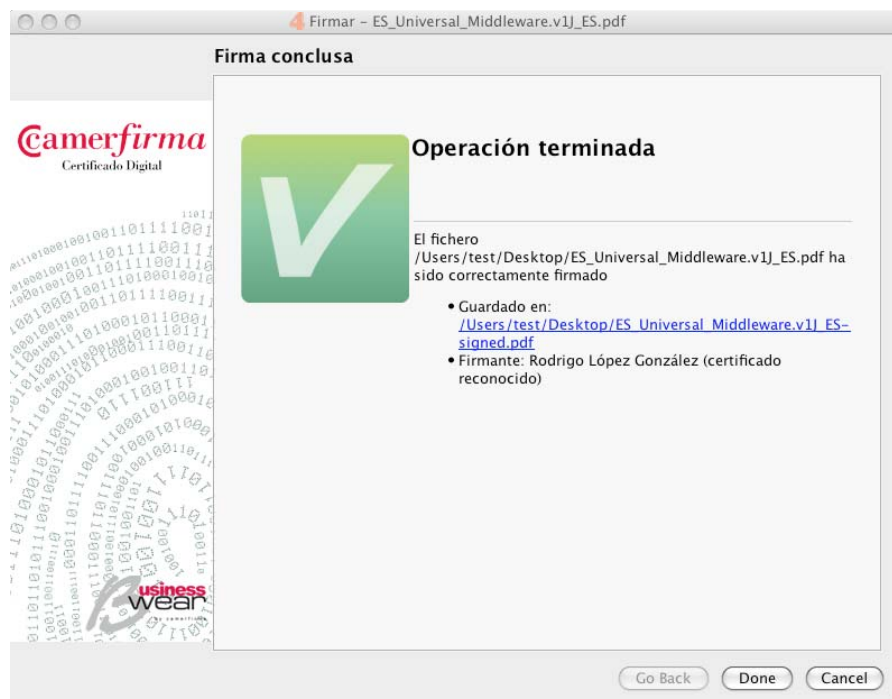 Firmar – ES_Universal_Middleware.v1J_ES.pdf
Firma conclusa
Camerfirma
Certificado Digital
Operación terminada
El fichero
/Users/test/Desktop/ES_Universal_Middleware.v1J_ES.pdf ha
sido correctamente firmado
• Guardado en:
/Users/test/Desktop/ES_Universal_Middleware.v1J_ES-
signed.pdf
• Firmante: Rodrigo López González (certificado
reconocido)
Business
wear
by camerfirma
Go Back
Done
Cancel